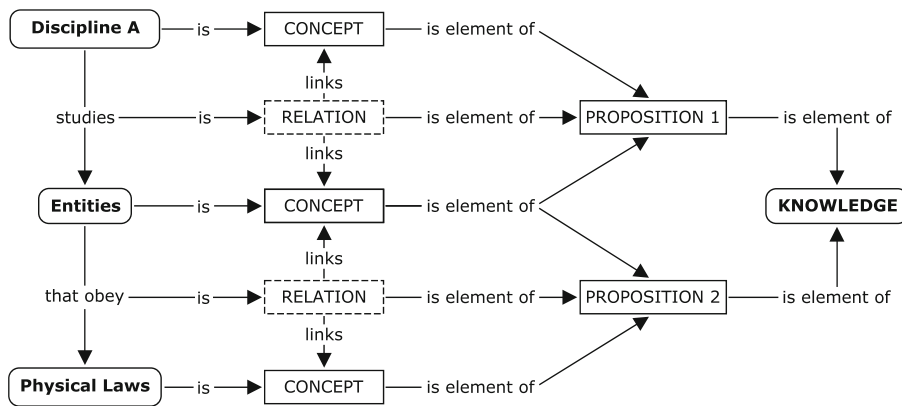 Discipline A is CONCEPT is element of
links
studies is RELATION is element of PROPOSITION 1 is element of
links
Entities is CONCEPT is element of KNOWLEDGE
links
that obey is RELATION is element of PROPOSITION 2 is element of
links
Physical Laws is CONCEPT is element of